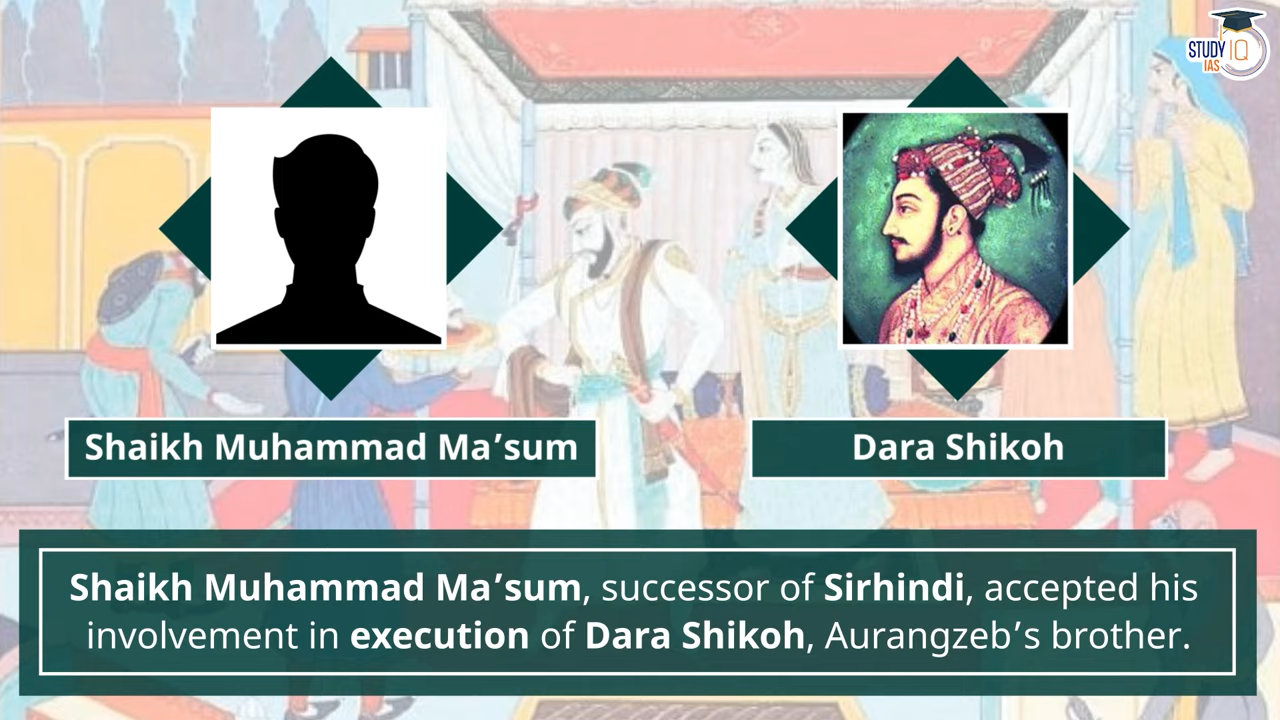 STUDY IQ
IAS
Shaikh Muhammad Ma’sum
Dara Shikoh
Shaikh Muhammad Ma’sum, successor of Sirhindi, accepted his
involvement in execution of Dara Shikoh, Aurangzeb’s brother.